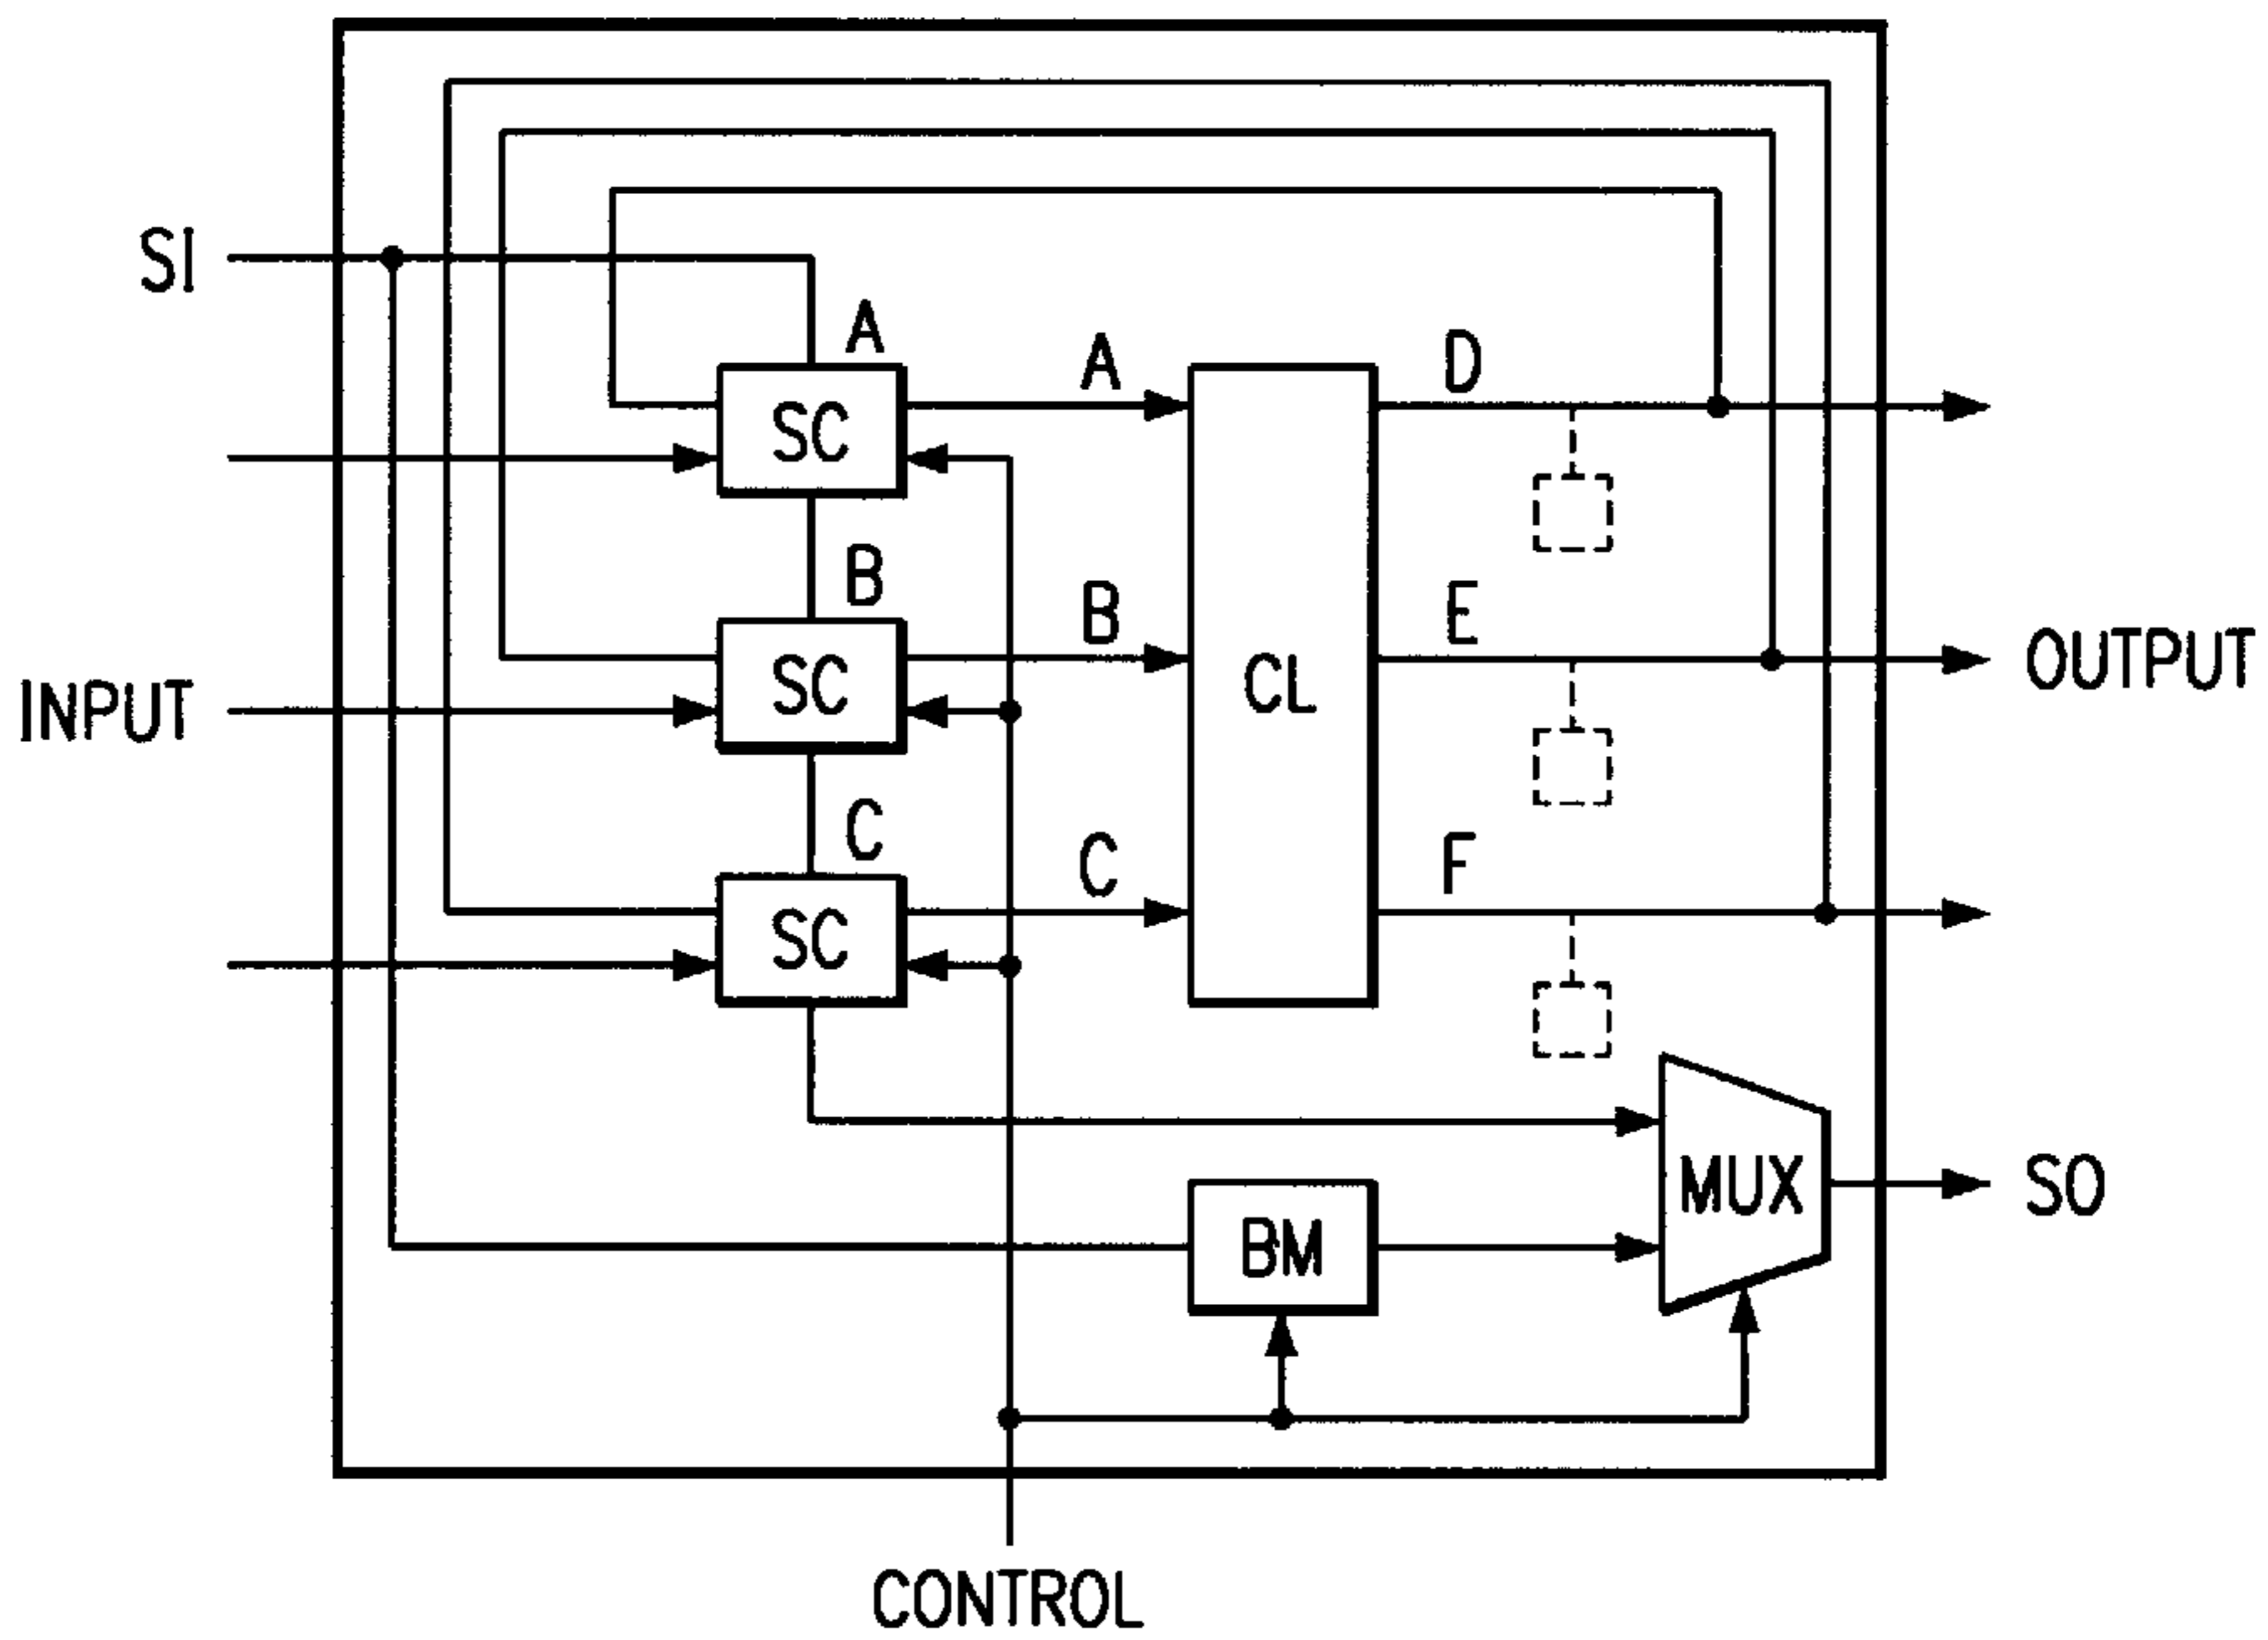 SI
A
A
D
SC
B
B
E
SC
CL
INPUT
OUTPUT
C
C
F
SC
MUX
SO
BM
CONTROL